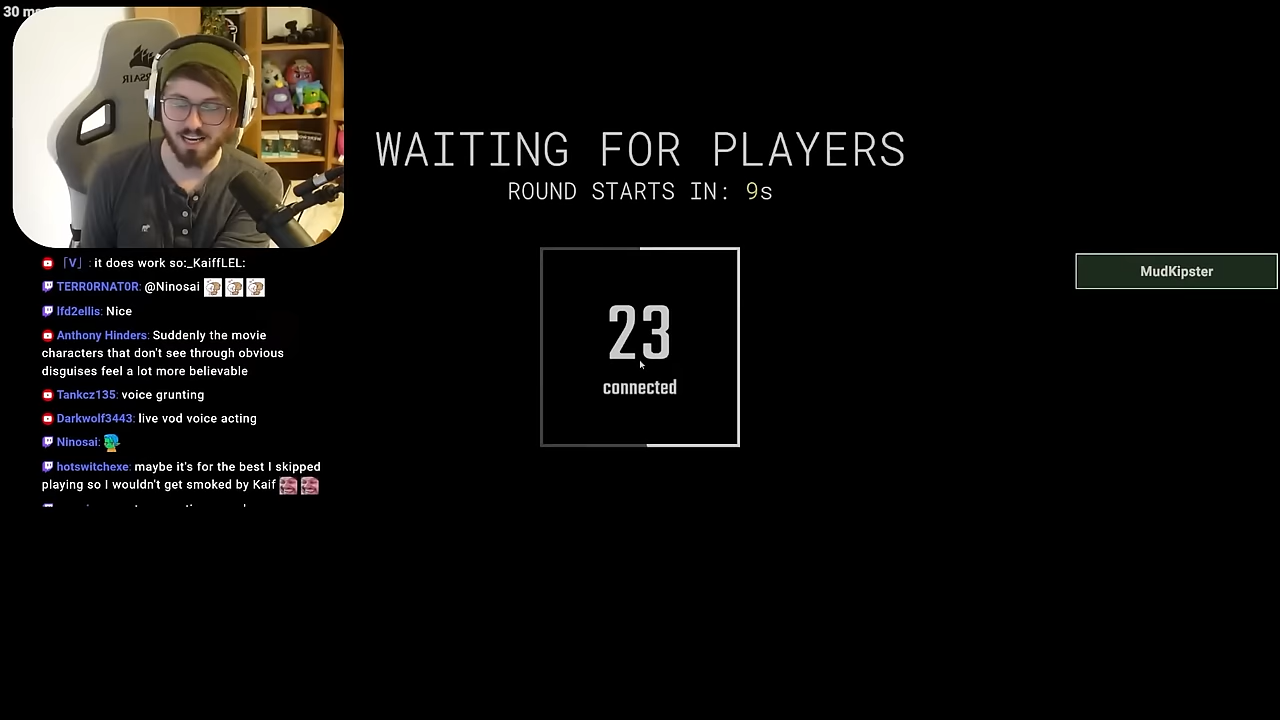 30 m
WAITING FOR PLAYERS
ROUND STARTS IN: 9s
23
connected
MudKipster
「V」: it does work so:_KaiffLEL:
TERR0RNAT0R: @Ninosai
lfd2ellis: Nice
Anthony Hinders: Suddenly the movie
characters that don't see through obvious
disguises feel a lot more believable
Tankcz135: voice grunting
Darkwolf3443: live vod voice acting
Ninosai:
hotswitchexe: maybe it's for the best I skipped
playing so I wouldn't get smoked by Kaif